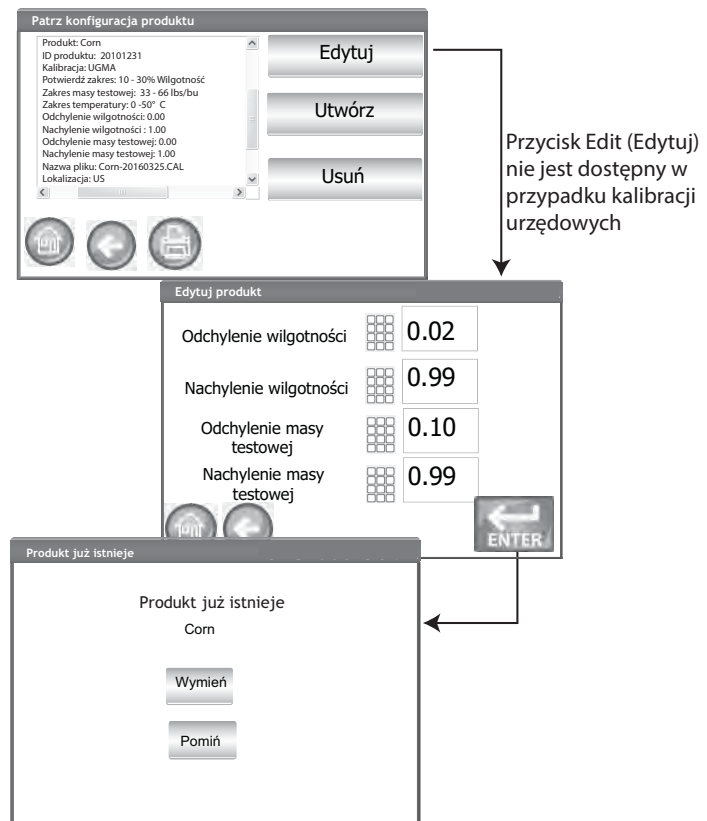 Patrz konfiguracja produktu
Produkt: Corn
ID produktu: 20101231
Kalibracja: UGMA
Potwierdź zakres: 10 - 30% Wilgotność
Zakres masy testowej: 33 - 66 lbs/bu
Zakres temperatury: 0 -50° C
Odchylenie wilgotności: 0.00
Nachylenie wilgotności : 1.00
Odchylenie masy testowej: 0.00
Nachylenie masy testowej: 1.00
Nazwa pliku: Corn-20160325.CAL
Lokalizacja: US
Edytuj
Utwórz
Usuń
Przycisk Edit (Edytuj)
nie jest dostępny w
przypadku kalibracji
urzędowych
Edytuj produkt
Odchylenie wilgotności 0.02
Nachylenie wilgotności 0.99
Odchylenie masy
testowej
0.10
Nachylenie masy
testowej
0.99
ENTER
Produkt już istnieje
Produkt już istnieje
Corn
Wymień
Pomiń